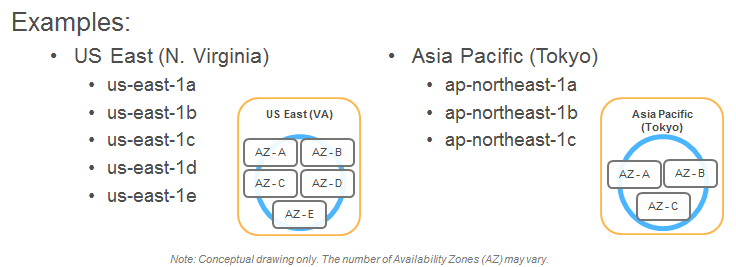 Examples:
• US East (N. Virginia)
• us-east-1a
• us-east-1b
• us-east-1c
• us-east-1d
• us-east-1e
US East (VA)
AZ - A
AZ - B
AZ - C
AZ - D
AZ - E
• Asia Pacific (Tokyo)
• ap-northeast-1a
• ap-northeast-1b
• ap-northeast-1c
Asia Pacific
(Tokyo)
AZ - A
AZ - B
AZ - C
Note: Conceptual drawing only. The number of Availability Zones (AZ) may vary.